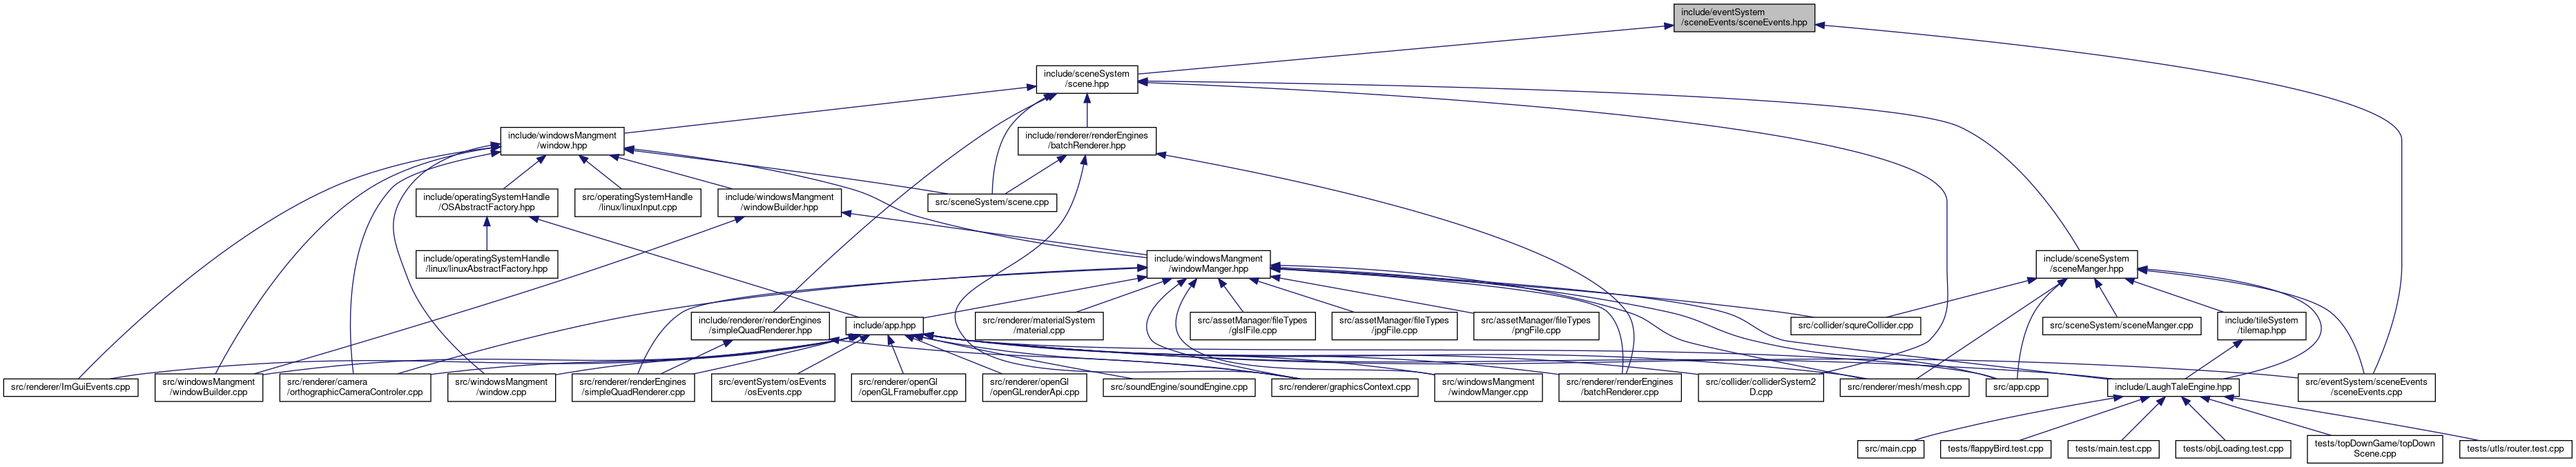 include/eventSystem
/sceneEvents/sceneEvents.hpp
include/sceneSystem
/scene.hpp
include/windowsMangment
/window.hpp
include/renderer/renderEngines
/batchRenderer.hpp
include/operatingSystemHandle
/OSAbstractFactory.hpp
src/operatingSystemHandle
/linux/linuxInput.cpp
include/windowsMangment
/windowBuilder.hpp
src/sceneSystem/scene.cpp
include/operatingSystemHandle
/linux/linuxAbstractFactory.hpp
include/windowsMangment
/windowManger.hpp
include/sceneSystem
/sceneManger.hpp
include/renderer/renderEngines
/simpleQuadRenderer.hpp
include/app.hpp
src/renderer/materialSystem
/material.cpp
src/assetManager/fileTypes
/glslFile.cpp
src/assetManager/fileTypes
/jpgFile.cpp
src/assetManager/fileTypes
/pngFile.cpp
src/collider/squreCollider.cpp
src/sceneSystem/sceneManger.cpp
include/tileSystem
/tilemap.hpp
src/renderer/ImGuiEvents.cpp
src/windowsMangment
/windowBuilder.cpp
src/renderer/camera
/orthographicCameraControler.cpp
src/windowsMangment
/window.cpp
src/renderer/renderEngines
/simpleQuadRenderer.cpp
src/eventSystem/osEvents
/osEvents.cpp
src/renderer/openGl
/openGLFramebuffer.cpp
src/renderer/openGl
/openGLrenderApi.cpp
src/soundEngine/soundEngine.cpp
src/renderer/graphicsContext.cpp
src/windowsMangment
/windowManger.cpp
src/renderer/renderEngines
/batchRenderer.cpp
src/collider/colliderSystem2
D.cpp
src/renderer/mesh/mesh.cpp
src/app.cpp
include/LaughTaleEngine.hpp
src/eventSystem/sceneEvents
/sceneEvents.cpp
src/main.cpp
tests/flappyBird.test.cpp
tests/main.test.cpp
tests/objLoading.test.cpp
tests/topDownGame/topDown
Scene.cpp
tests/utls/router.test.cpp